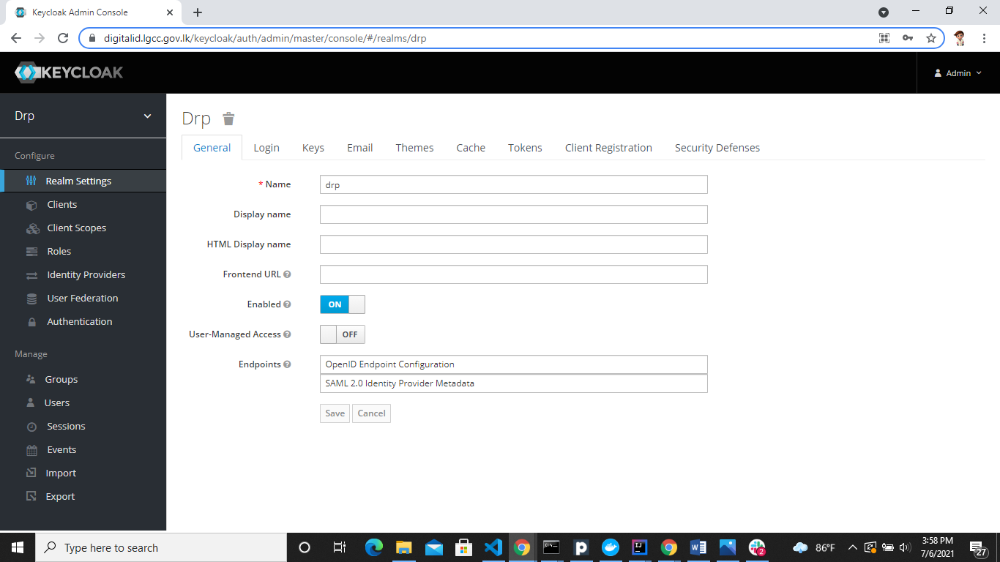 Keycloak Admin Console
digitalid.lgcc.gov.lk/keycloak/auth/admin/master/console/#/realms/drp
KEYCLOAK
Admin
Drp
Configure
Realm Settings
Clients
Client Scopes
Roles
Identity Providers
User Federation
Authentication
Manage
Groups
Users
Sessions
Events
Import
Export
Drp
General Login Keys Email Themes Cache Tokens Client Registration Security Defenses
* Name drp
Display name
HTML Display name
Frontend URL
Enabled ON
User-Managed Access OFF
Endpoints OpenID Endpoint Configuration
SAML 2.0 Identity Provider Metadata
Save Cancel
Type here to search
86°F
3:58 PM
7/6/2021
27
2